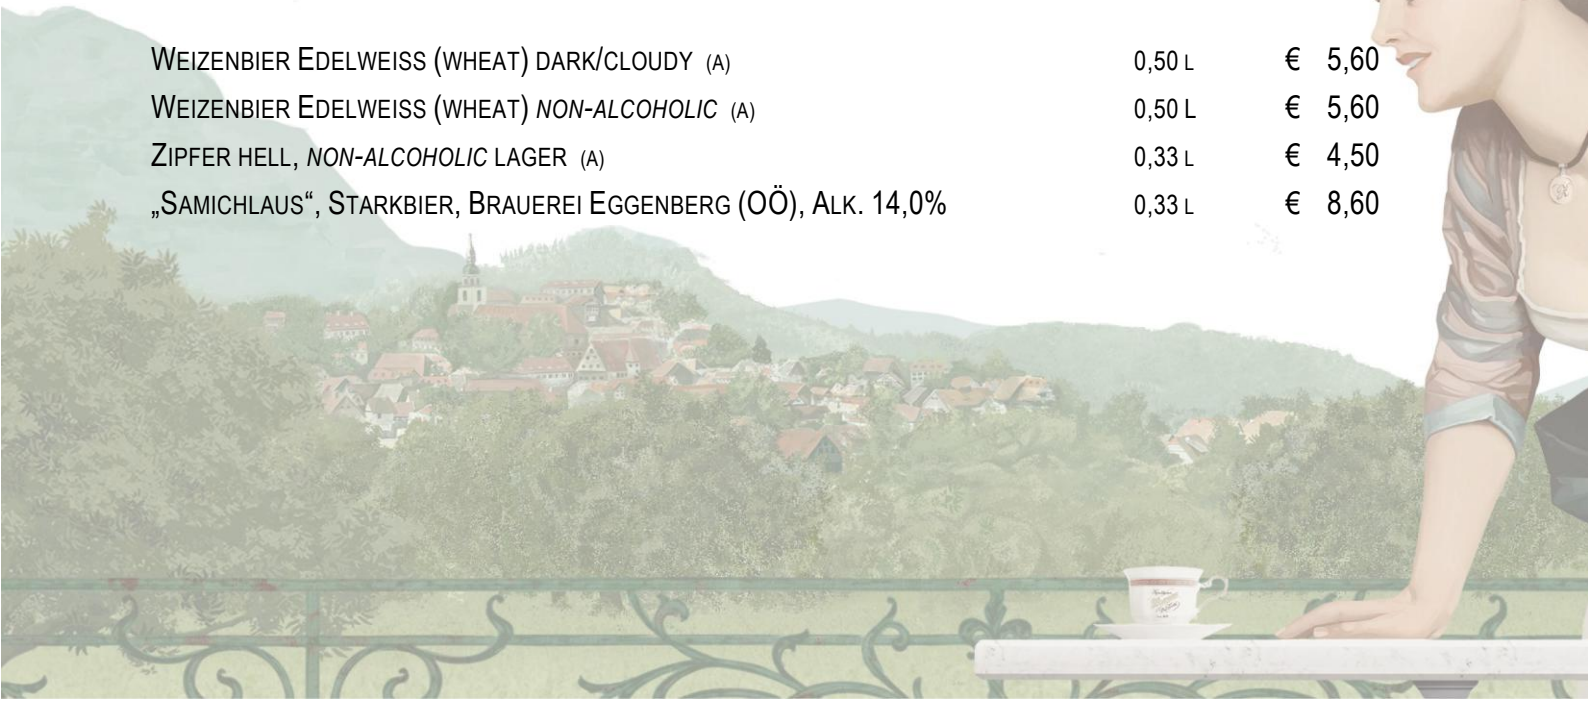 WEIZENBIER EDELWEISS (WHEAT) DARK/CLOUDY (A) 0,50 L € 5,60
WEIZENBIER EDELWEISS (WHEAT) NON-ALCOHOLIC (A) 0,50 L € 5,60
ZIPFER HELL, NON-ALCOHOLIC LAGER (A) 0,33 L € 4,50
„SAMICHLAUS“, STARKBIER, BRAUEREI EGGENBERG (OÖ), ALK. 14,0% 0,33 L € 8,60